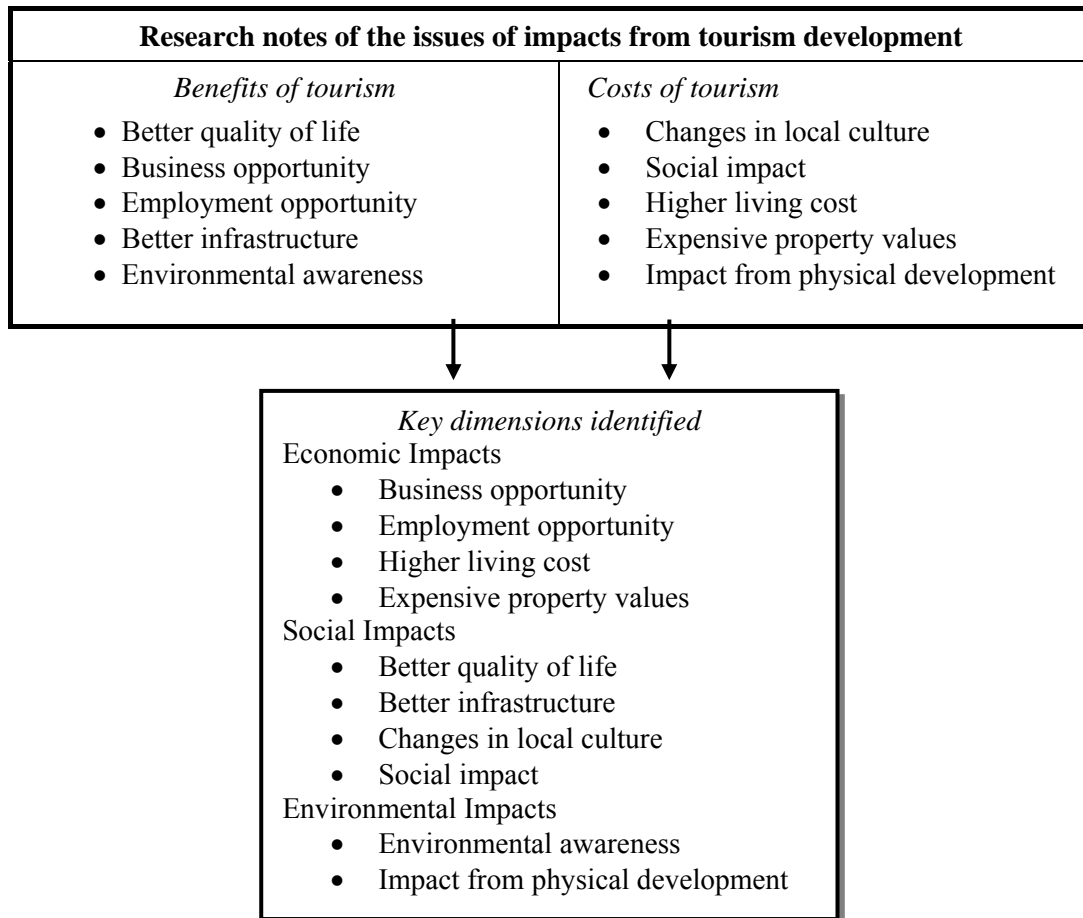 Research notes of the issues of impacts from tourism development
Benefits of tourism
• Better quality of life
• Business opportunity
• Employment opportunity
• Better infrastructure
• Environmental awareness
Costs of tourism
• Changes in local culture
• Social impact
• Higher living cost
• Expensive property values
• Impact from physical development
Key dimensions identified
Economic Impacts
• Business opportunity
• Employment opportunity
• Higher living cost
• Expensive property values
Social Impacts
• Better quality of life
• Better infrastructure
• Changes in local culture
• Social impact
Environmental Impacts
• Environmental awareness
• Impact from physical development